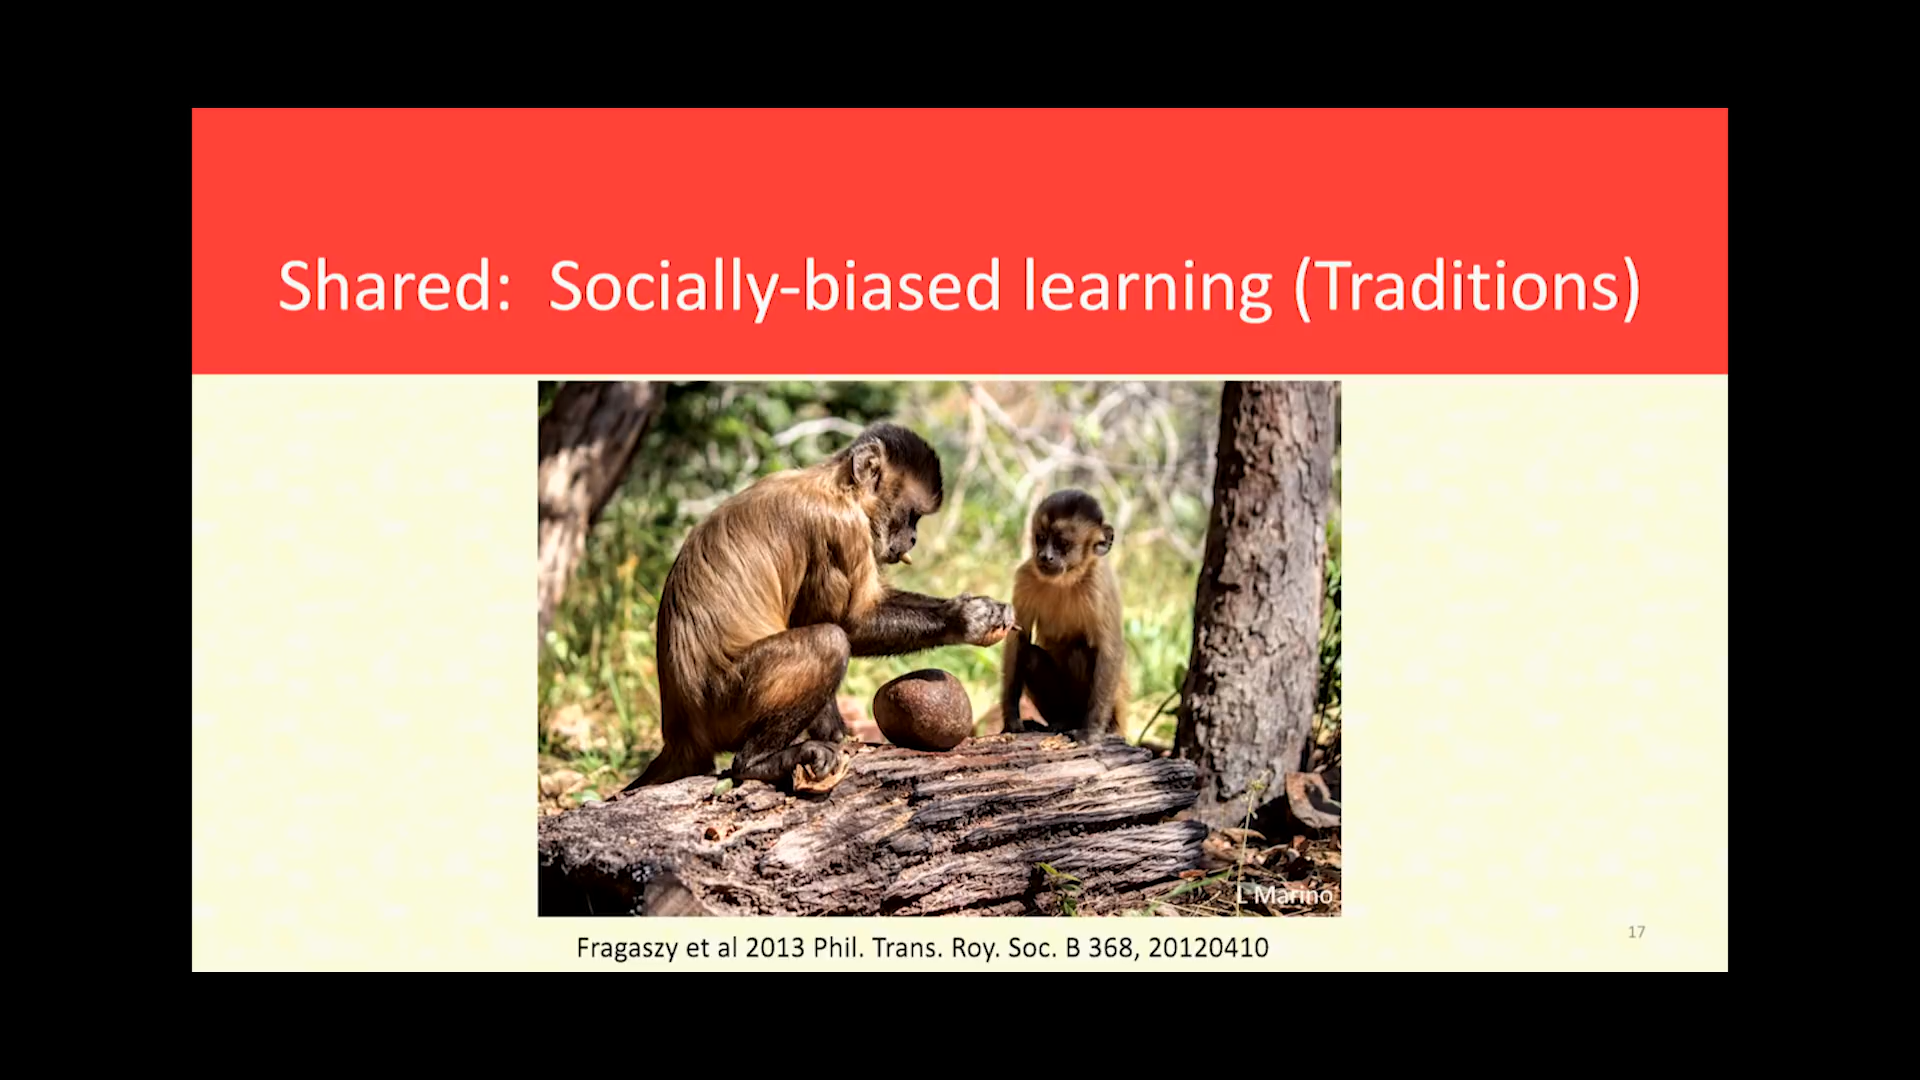 Shared:  Socially-biased learning (Traditions)
L Marino
Fragaszy et al 2013 Phil. Trans. Roy. Soc. B 368, 20120410
17